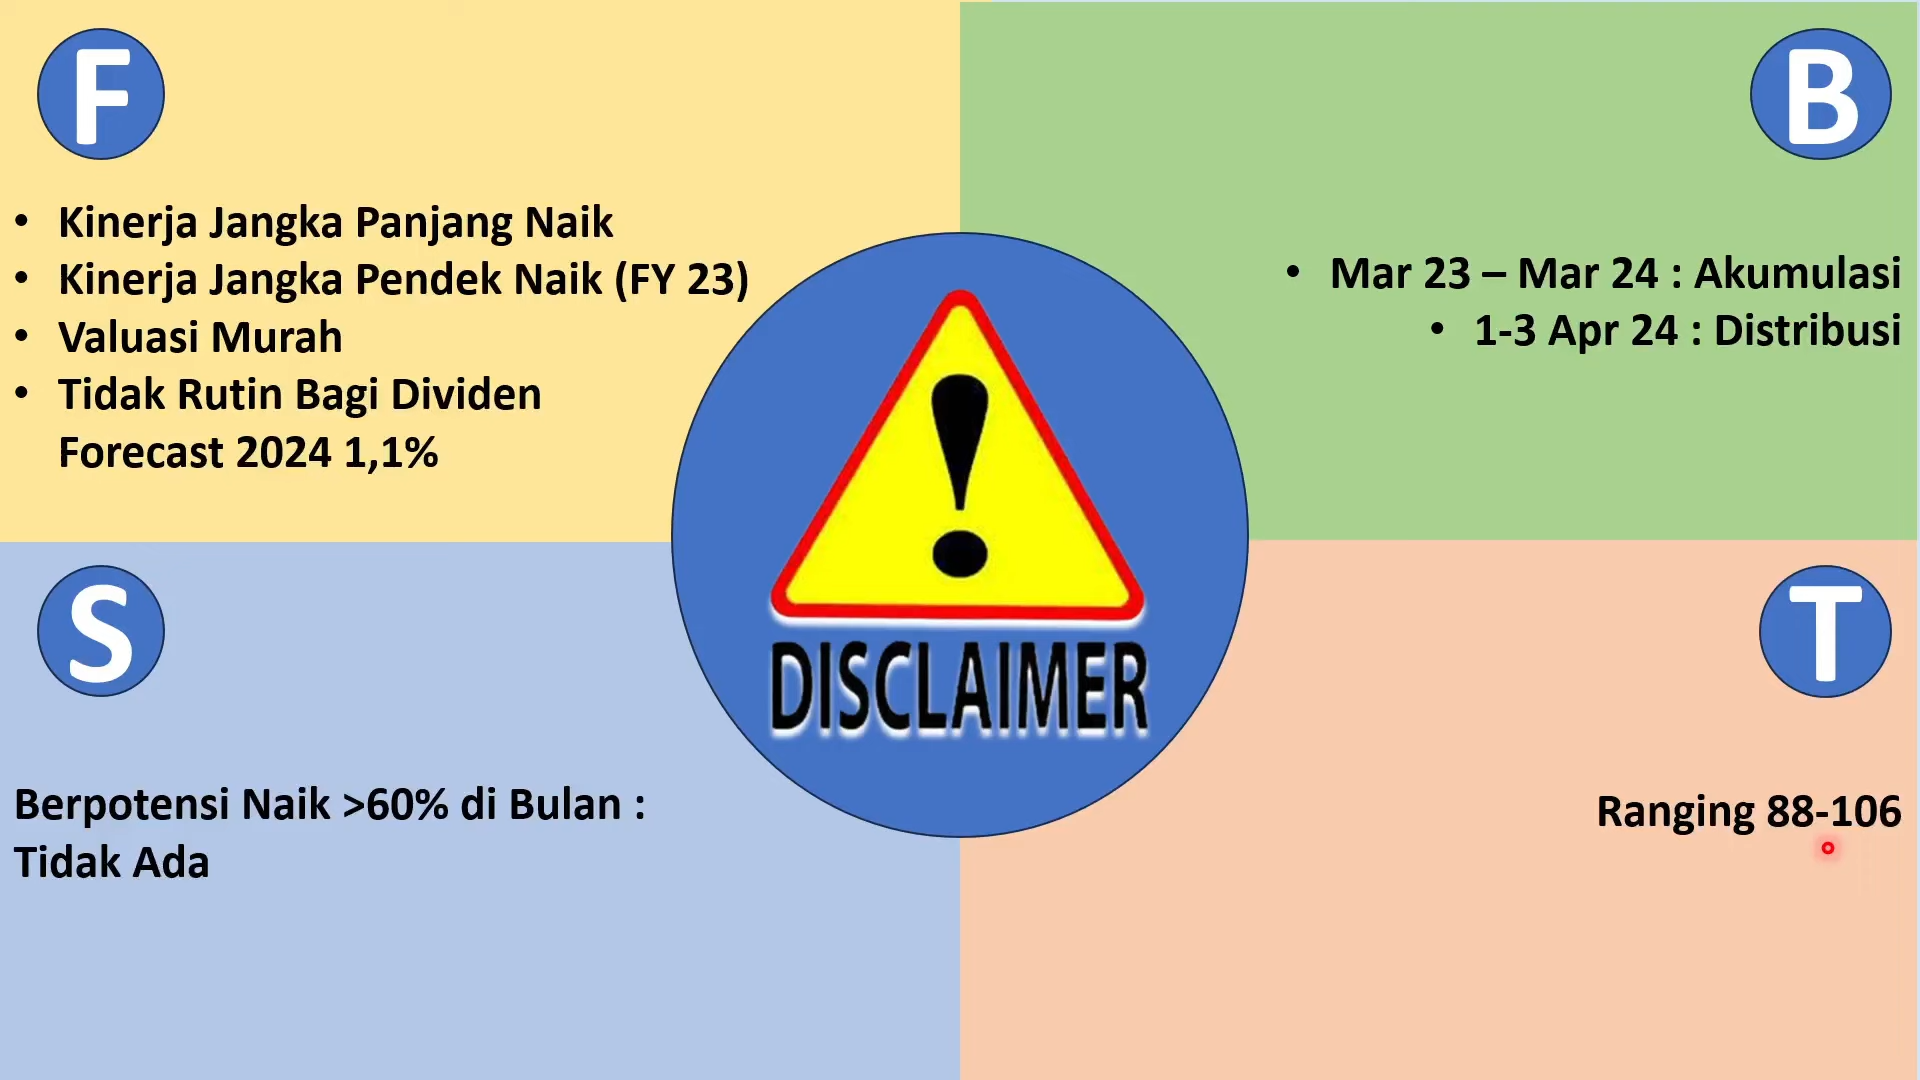 F
• Kinerja Jangka Panjang Naik
• Kinerja Jangka Pendek Naik (FY 23)
• Valuasi Murah
• Tidak Rutin Bagi Dividen
Forecast 2024 1,1%
B
• Mar 23 – Mar 24 : Akumulasi
• 1-3 Apr 24 : Distribusi
!
DISCLAIMER
S
Berpotensi Naik >60% di Bulan :
Tidak Ada
T
Ranging 88-106